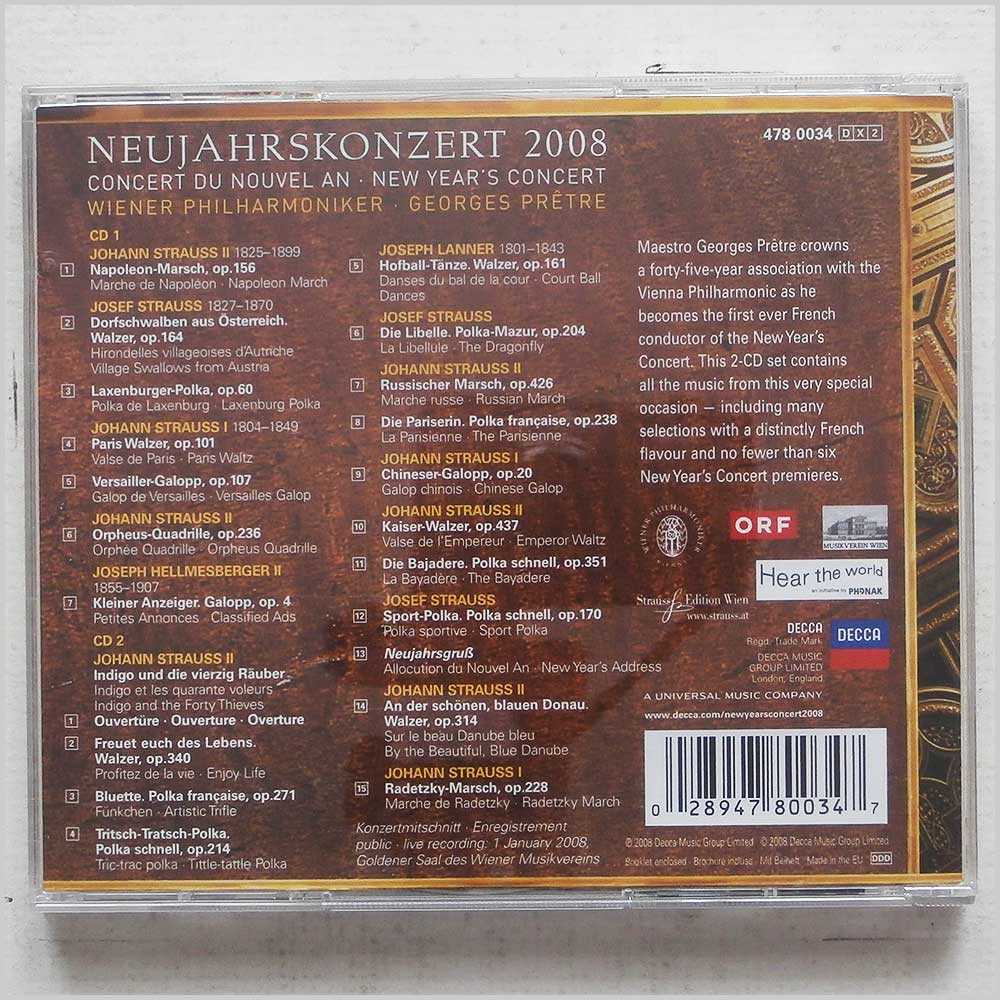 NEUJAHRSKONZERT 2008
CONCERT DU NOUVEL AN · NEW YEAR'S CONCERT
WIENER PHILHARMONIKER · GEORGES PRÊTRE
478 0034 DX2
CD 1
JOHANN STRAUSS II 1825–1899
1 Napoleon-Marsch, op.156
Marche de Napoléon · Napoleon March
JOSEF STRAUSS 1827–1870
2 Dorfschwalben aus Österreich.
Walzer, op.164
Hirondelles villageoises d'Autriche
Village Swallows from Austria
3 Laxenburger-Polka, op.60
Polka de Laxenburg · Laxenburg Polka
JOHANN STRAUSS I 1804–1849
4 Paris Walzer, op.101
Valse de Paris · Paris Waltz
5 Versailler-Galopp, op.107
Galop de Versailles · Versailles Galop
JOHANN STRAUSS II
6 Orpheus-Quadrille, op.236
Orphée Quadrille · Orpheus Quadrille
JOSEPH HELLMESBERGER II
1855–1907
7 Kleiner Anzeiger. Galopp, op. 4
Petites Annonces · Classified Ads
CD 2
JOHANN STRAUSS II
Indigo und die vierzig Räuber
Indigo et les quarante voleurs
Indigo and the Forty Thieves
1 Ouvertüre · Ouverture · Overture
2 Freuet euch des Lebens.
Walzer, op.340
Profitez de la vie · Enjoy Life
3 Bluette. Polka française, op.271
Fünkchen · Artistic Trifle
4 Tritsch-Tratsch-Polka.
Polka schnell, op.214
Tric-trac polka · Tittle-tattle Polka
JOSEPH LANNER 1801–1843
5 Hofball-Tänze. Walzer, op.161
Danses du bal de la cour · Court Ball
Dances
JOSEF STRAUSS
6 Die Libelle. Polka-Mazur, op.204
La Libellule · The Dragonfly
JOHANN STRAUSS II
7 Russischer Marsch, op.426
Marche russe · Russian March
8 Die Pariserin. Polka française, op.238
La Parisienne · The Parisienne
JOHANN STRAUSS I
9 Chineser-Galopp, op.20
Galop chinois · Chinese Galop
JOHANN STRAUSS II
10 Kaiser-Walzer, op.437
Valse de l'Empereur · Emperor Waltz
11 Die Bajadere. Polka schnell, op.351
La Bayadère · The Bayadere
JOSEF STRAUSS
12 Sport-Polka. Polka schnell, op.170
Polka sportive · Sport Polka
13 Neujahrsgruß
Allocution du Nouvel An · New Year's Address
JOHANN STRAUSS II
14 An der schönen, blauen Donau.
Walzer, op.314
Sur le beau Danube bleu
By the Beautiful, Blue Danube
JOHANN STRAUSS I
15 Radetzky-Marsch, op.228
Marche de Radetzky · Radetzky March
Konzertmitschnitt · Enregistrement
public · live recording: 1 January 2008,
Goldener Saal des Wiener Musikvereins
Maestro Georges Prêtre crowns
a forty-five-year association with the
Vienna Philharmonic as he
becomes the first ever French
conductor of the New Year's
Concert. This 2-CD set contains
all the music from this very special
occasion – including many
selections with a distinctly French
flavour and no fewer than six
New Year's Concert premieres.
WIENER PHILHARMONIKER
ORF
MUSIKVEREIN WIEN
Hear the world
an initiative by PHONAK
Strauss Edition Wien
www.strauss.at
DECCA
Regd. Trade Mark
DECCA MUSIC
GROUP LIMITED
London, England
DECCA
A UNIVERSAL MUSIC COMPANY
www.decca.com/newyearsconcert2008
0 28947 80034 7
℗ 2008 Decca Music Group Limited © 2008 Decca Music Group Limited
Booklet enclosed · Brochure incluse · Mit Beiheft · Made in the EU DDD